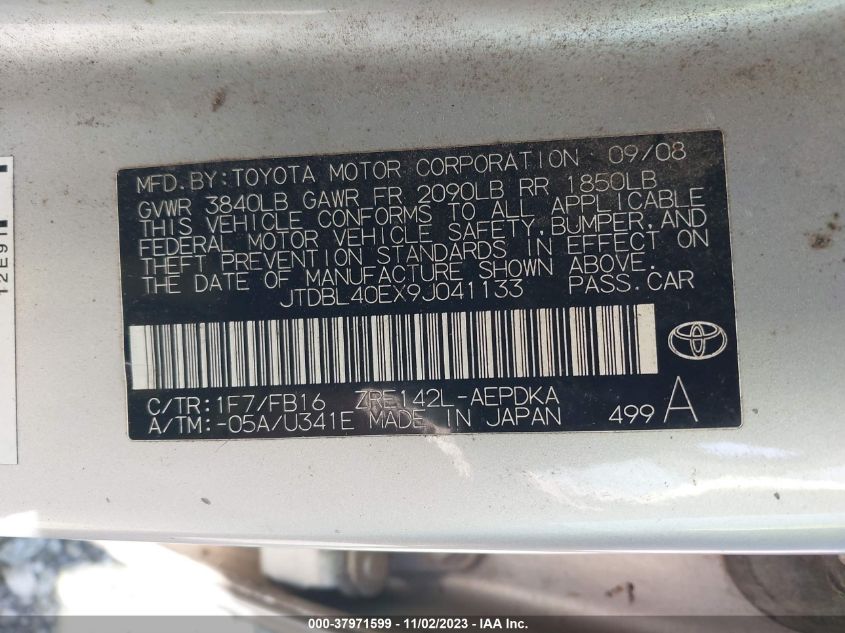 MFD.BY:TOYOTA MOTOR CORPORATION 09/08
GVWR 3840LB GAWR FR 2090LB RR 1850LB
THIS VEHICLE CONFORMS TO ALL APPLICABLE
FEDERAL MOTOR VEHICLE SAFETY,BUMPER,AND
THEFT PREVENTION STANDARDS IN EFFECT ON
THE DATE OF MANUFACTURE SHOWN ABOVE.
JTDBL40EX9J041133 PASS.CAR
C/TR:1F7/FB16 ZRE142L-AEPDKA
A/TM:-05A/U341E MADE IN JAPAN 499 A
000-37971599 - 11/02/2023 - IAA Inc.